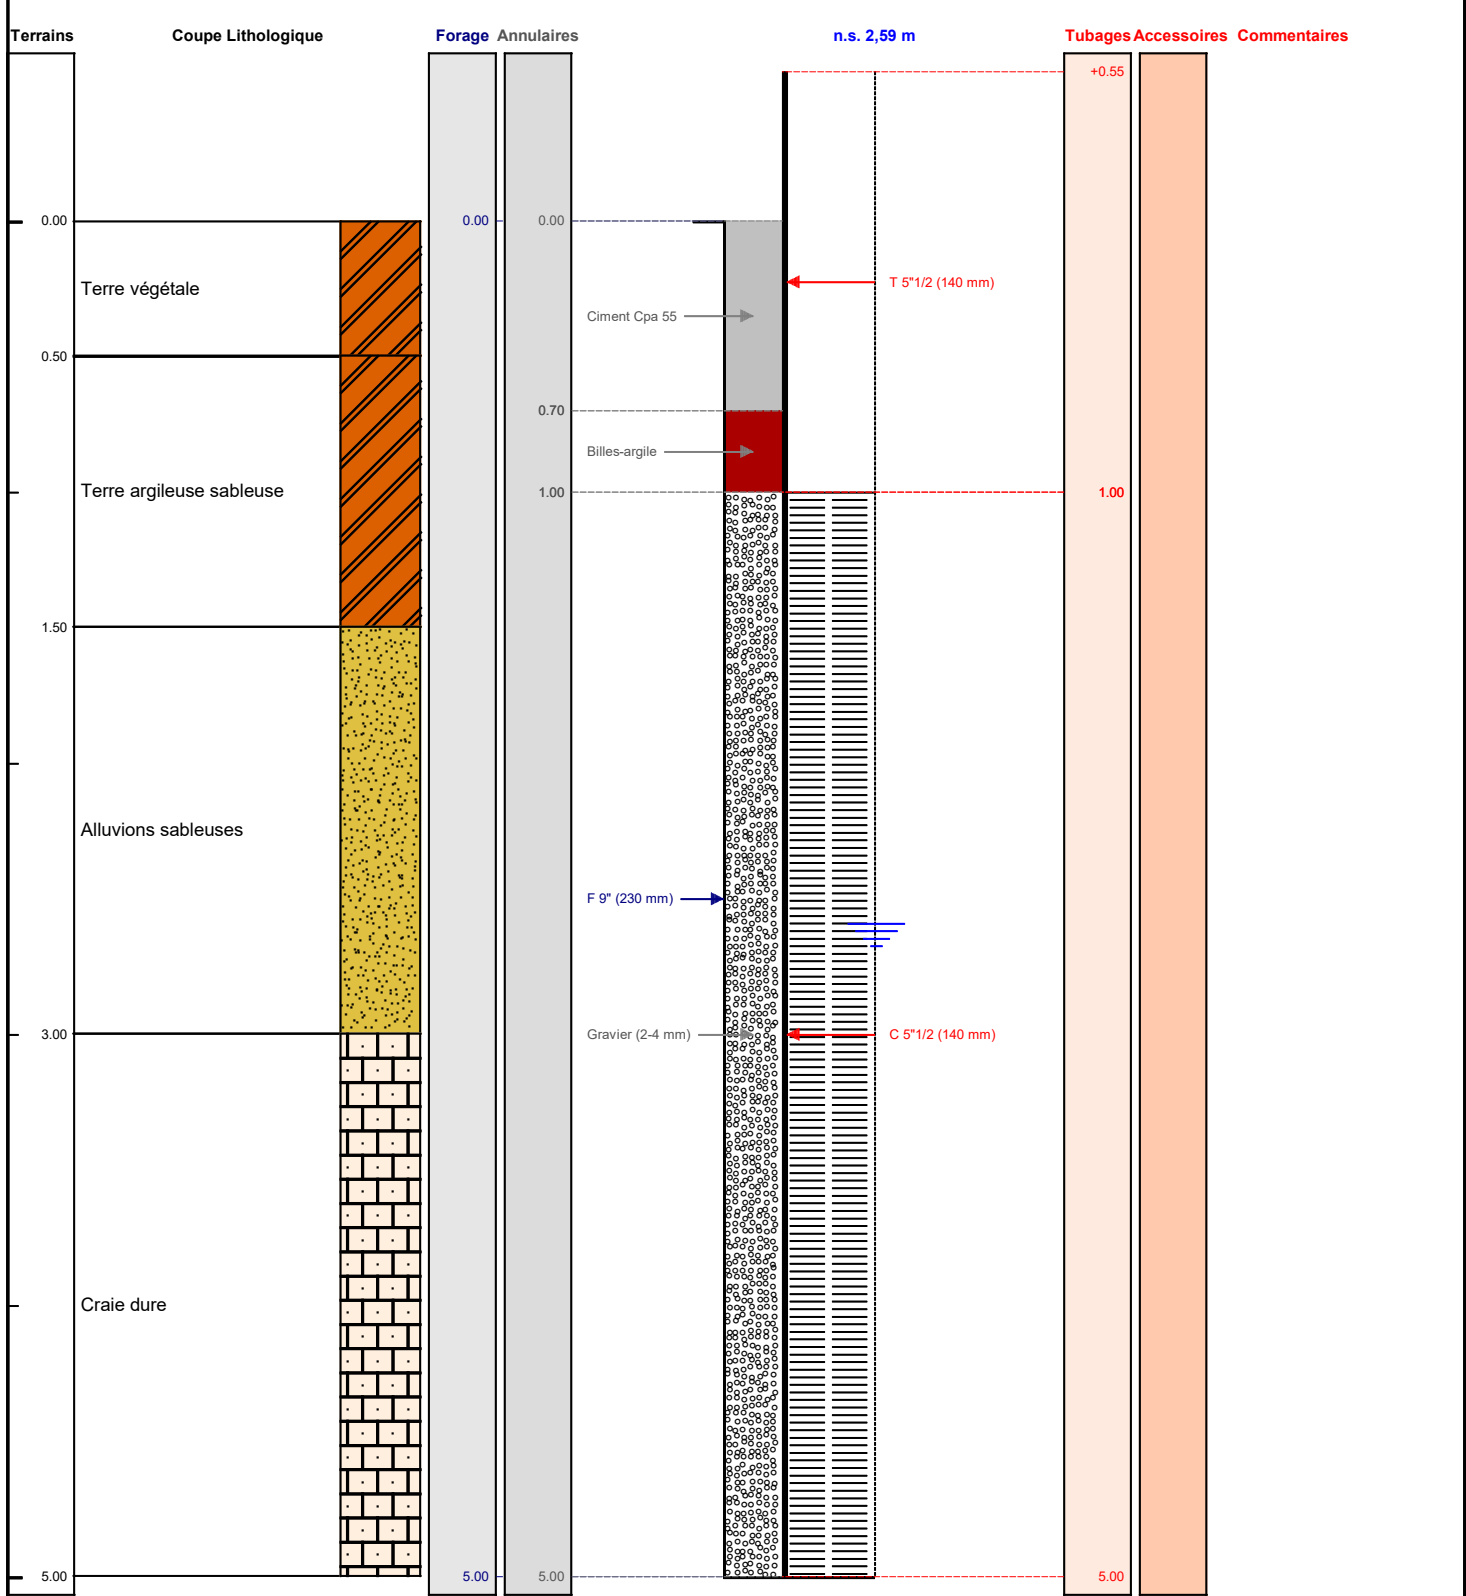 Terrains Coupe Lithologique Forage Annulaires n.s. 2,59 m Tubages Accessoires Commentaires
+0.55
0.00 0.00 0.00
T 5"1/2 (140 mm)
Terre végétale
Ciment Cpa 55
0.50
0.70
Billes-argile
Terre argileuse sableuse
1.00 1.00
1.50
Alluvions sableuses
F 9" (230 mm)
3.00 Gravier (2-4 mm) C 5"1/2 (140 mm)
Craie dure
5.00 5.00 5.00 5.00